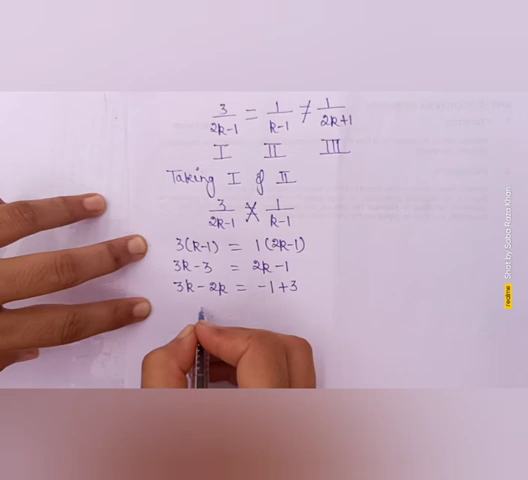 3/(2k-1) = 1/(k-1) ≠ 1/(2k+1)
I II III
Taking I & II
3/(2k-1) 1/(k-1)
3(k-1) = 1(2k-1)
3k-3 = 2k-1
3k-2k = -1+3
realme Shot by Saba Raza Khan